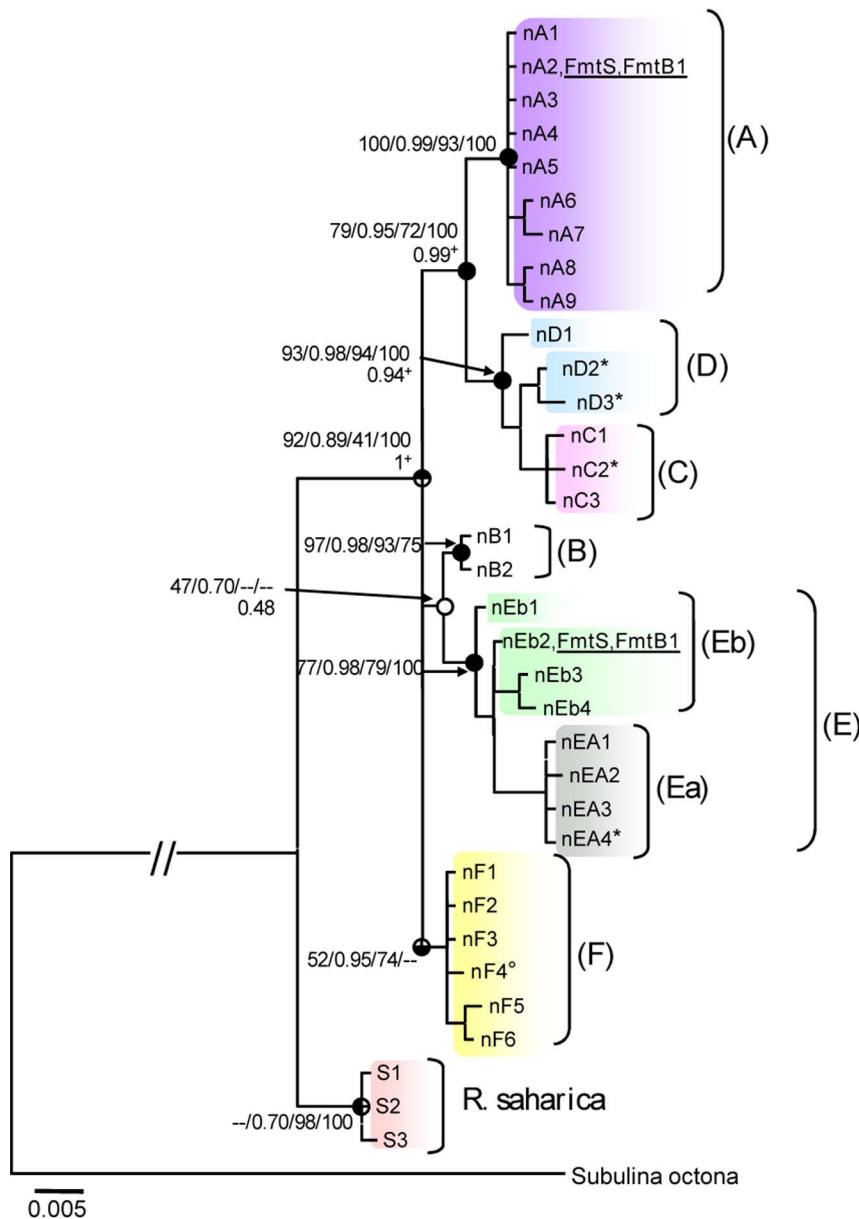 nA1
nA2,FmtS,FmtB1
nA3
nA4
100/0.99/93/100
nA5
(A)
nA6
nA7
79/0.95/72/100
0.99⁺
nA8
nA9
nD1
93/0.98/94/100
0.94⁺
nD2*
nD3*
(D)
92/0.89/41/100
1⁺
nC1
nC2*
nC3
(C)
97/0.98/93/75
nB1
nB2
(B)
47/0.70/--/--
0.48
nEb1
nEb2,FmtS,FmtB1
77/0.98/79/100
nEb3
nEb4
(Eb)
(E)
nEA1
nEA2
nEA3
nEA4*
(Ea)
nF1
nF2
nF3
52/0.95/74/--
nF4°
nF5
nF6
(F)
S1
S2
--/0.70/98/100
S3
R. saharica
Subulina octona
0.005